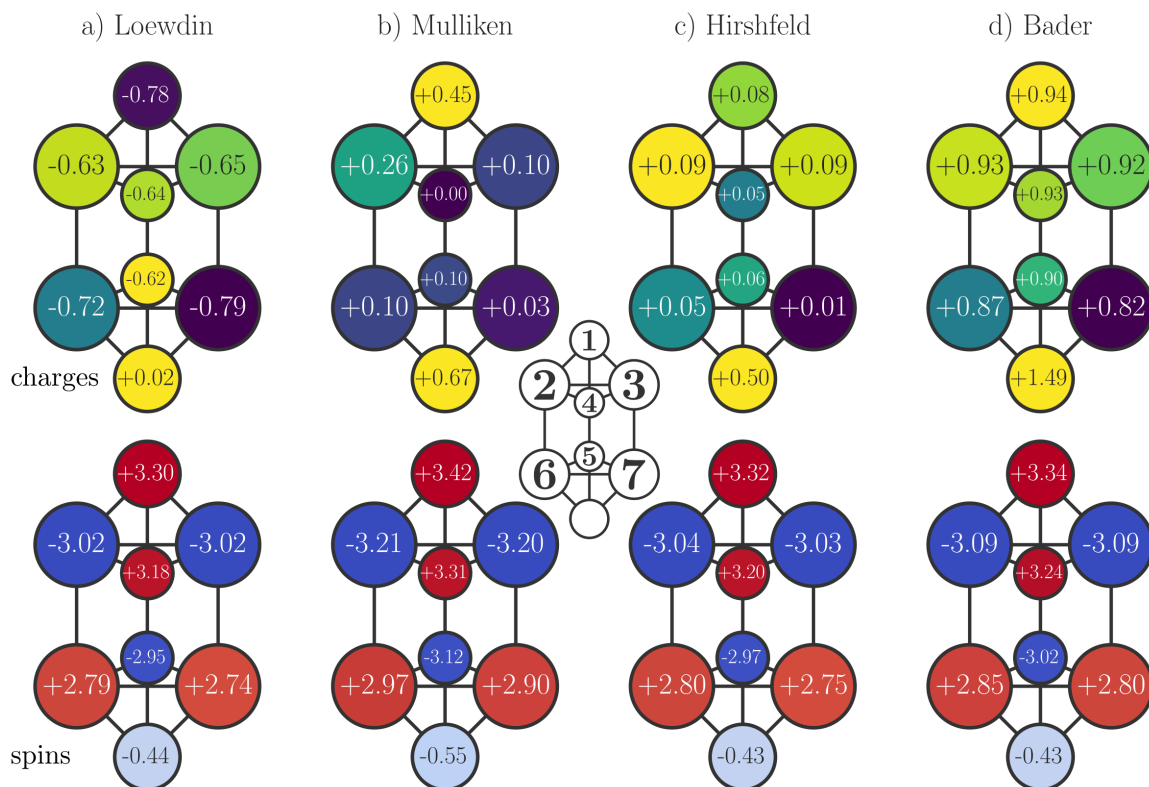 a) Loewdin b) Mulliken c) Hirshfeld d) Bader
-0.78 +0.45 +0.08 +0.94
-0.63 -0.65 +0.26 +0.10 +0.09 +0.09 +0.93 +0.92
-0.64 +0.00 +0.05 +0.93
-0.62 +0.10 +0.06 +0.90
-0.72 -0.79 +0.10 +0.03 +0.05 +0.01 +0.87 +0.82
1
charges +0.02 +0.67 +0.50 +1.49
2 3
4
5
6 7
+3.30 +3.42 +3.32 +3.34
-3.02 -3.02 -3.21 -3.20 -3.04 -3.03 -3.09 -3.09
+3.18 +3.31 +3.20 +3.24
-2.95 -3.12 -2.97 -3.02
+2.79 +2.74 +2.97 +2.90 +2.80 +2.75 +2.85 +2.80
spins -0.44 -0.55 -0.43 -0.43